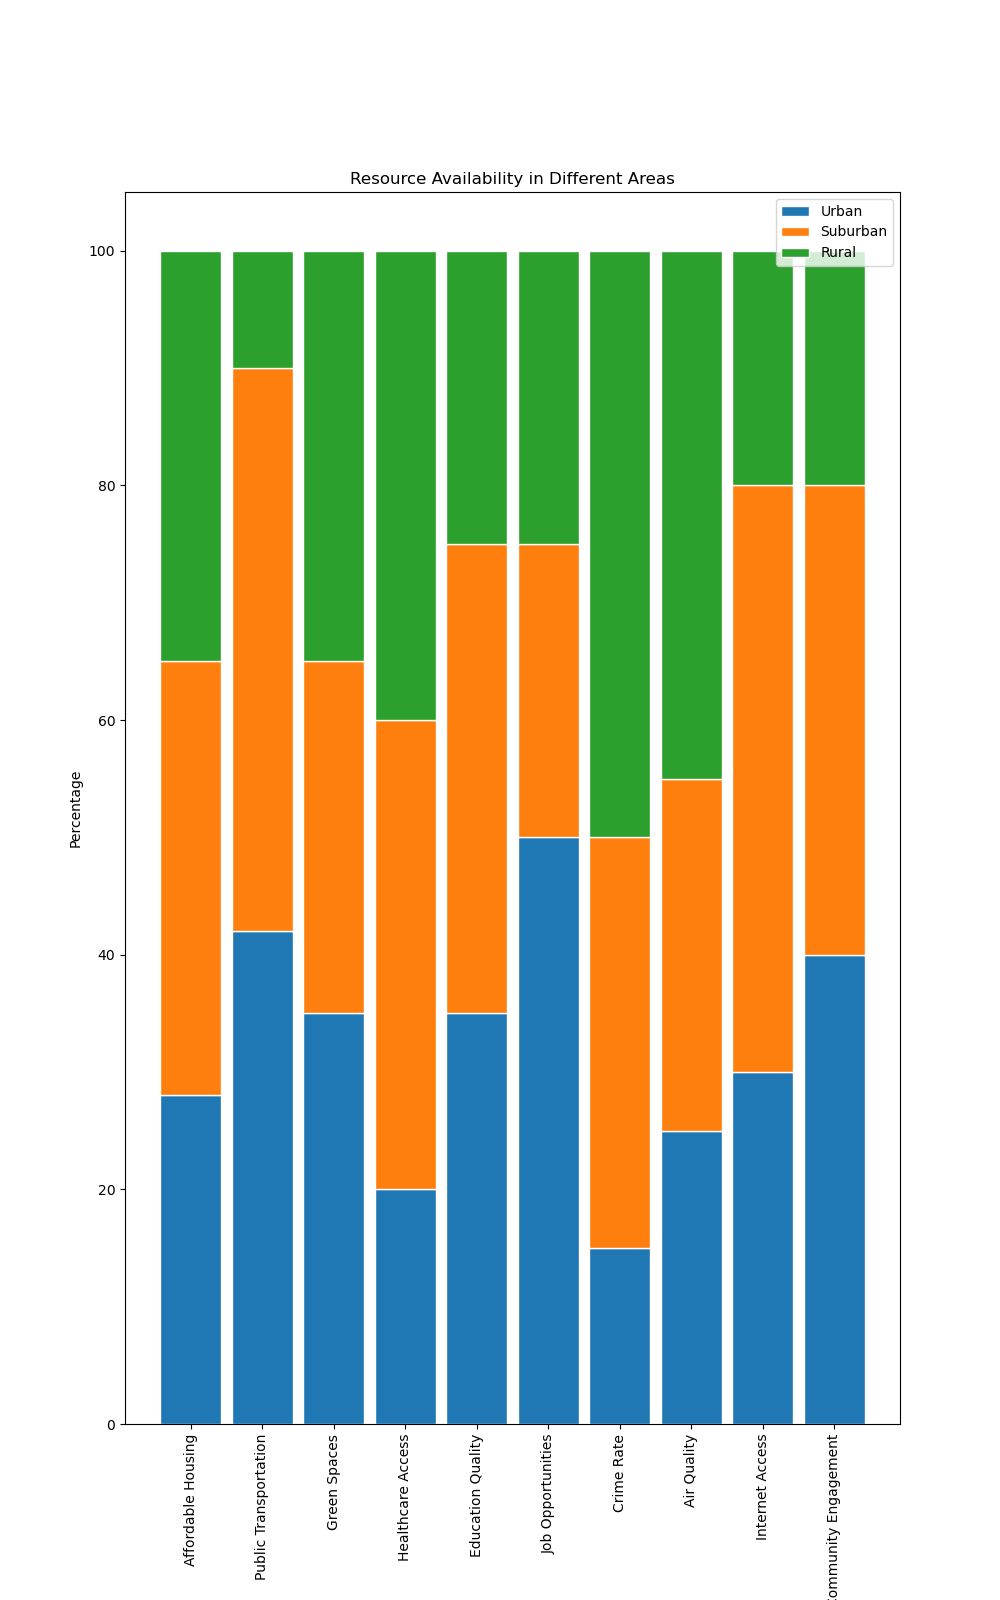 Resource Availability in Different Areas
Urban
Suburban
Rural
100
80
60
40
20
0
Percentage
Affordable Housing
Public Transportation
Green Spaces
Healthcare Access
Education Quality
Job Opportunities
Crime Rate
Air Quality
Internet Access
ommunity Engagement